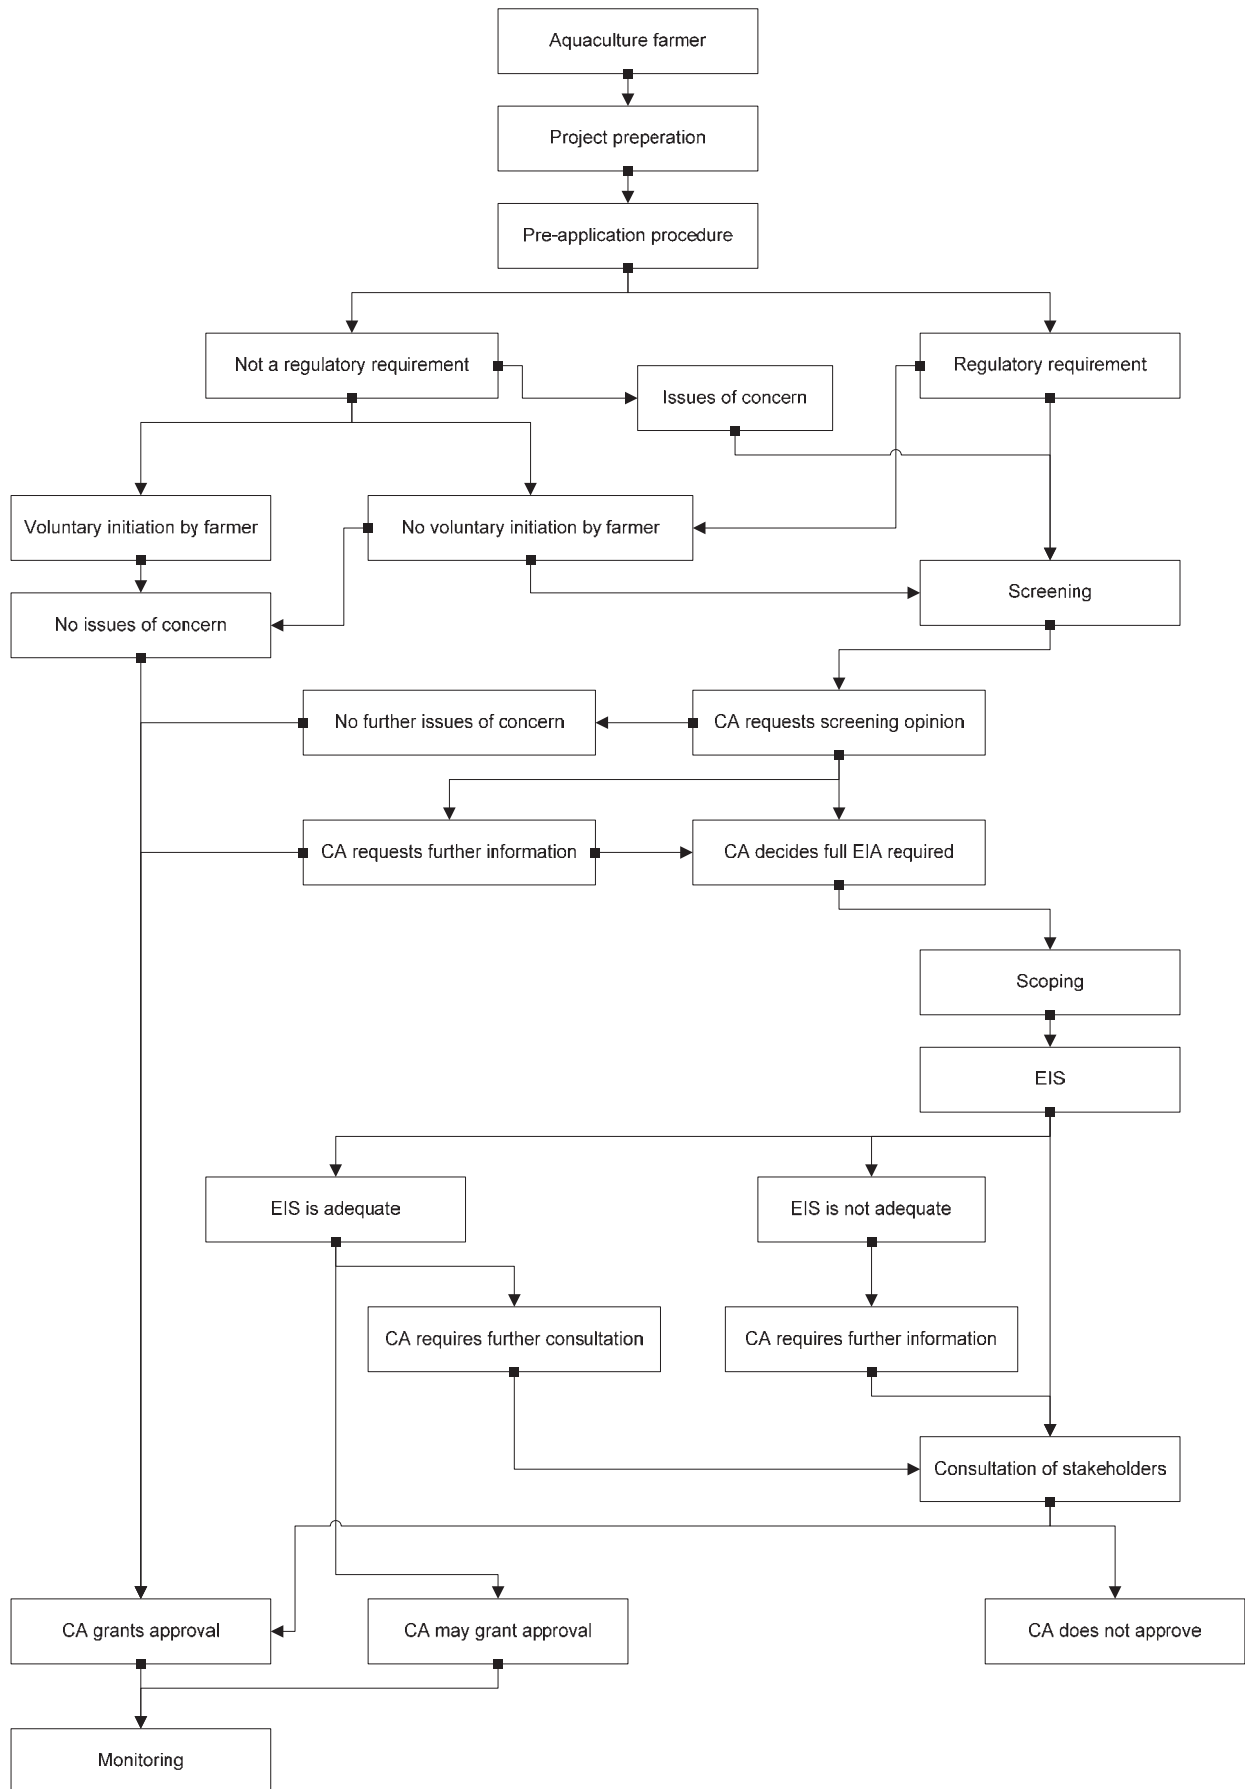 Aquaculture farmer
Project preperation
Pre-application procedure
Not a regulatory requirement
Regulatory requirement
Issues of concern
Voluntary initiation by farmer
No voluntary initiation by farmer
Screening
No issues of concern
No further issues of concern
CA requests screening opinion
CA requests further information
CA decides full EIA required
Scoping
EIS
EIS is adequate
EIS is not adequate
CA requires further consultation
CA requires further information
Consultation of stakeholders
CA grants approval
CA may grant approval
CA does not approve
Monitoring